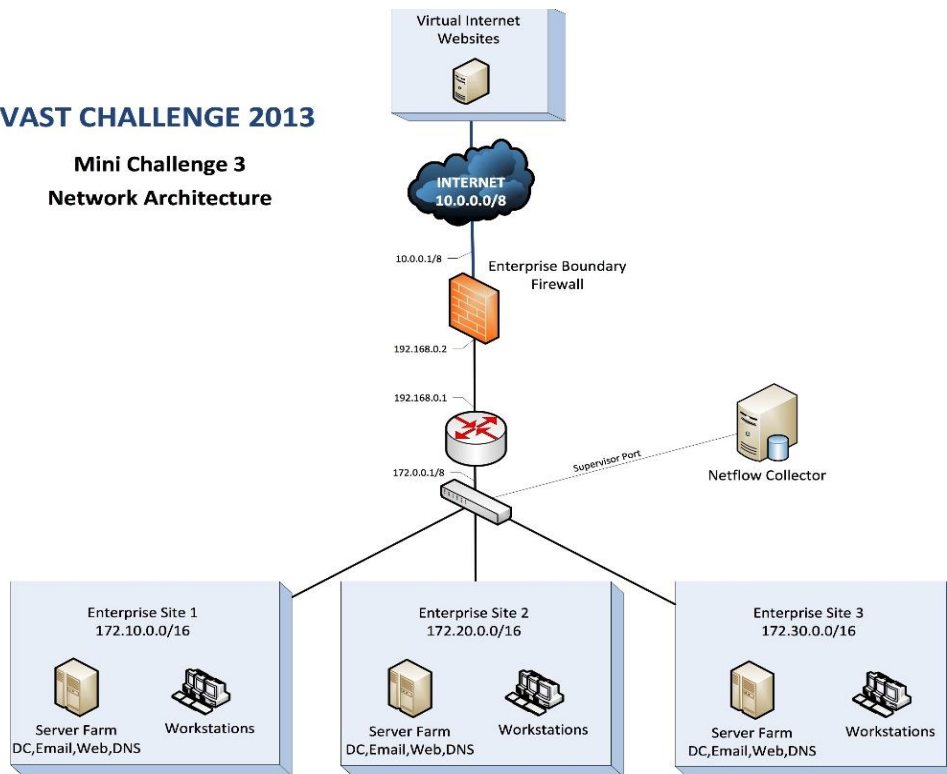 Virtual Internet
Websites
VAST CHALLENGE 2013
Mini Challenge 3
Network Architecture
INTERNET
10.0.0.0/8
10.0.0.1/8
Enterprise Boundary
Firewall
192.168.0.2
192.168.0.1
172.0.0.1/8
Supervisor Port
Netflow Collector
Enterprise Site 1
172.10.0.0/16
Server Farm
DC,Email,Web,DNS
Workstations
Enterprise Site 2
172.20.0.0/16
Server Farm
DC,Email,Web,DNS
Workstations
Enterprise Site 3
172.30.0.0/16
Server Farm
DC,Email,Web,DNS
Workstations